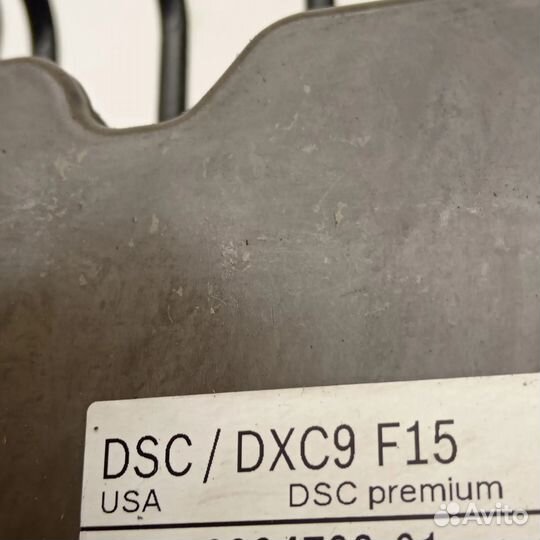 DSC / DXC9 F15
USA DSC premium
Avito